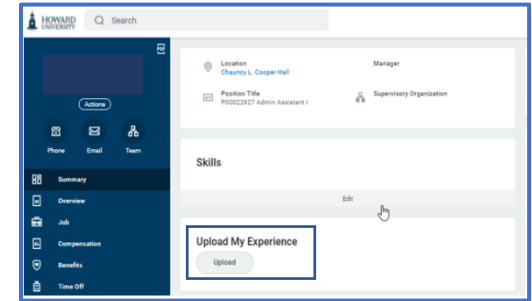 HOWARD
UNIVERSITY
Search
Actions
Phone Email Team
Summary
Overview
Job
Compensation
Benefits
Time Off
Location
Chauncy L. Cooper Hall
Manager
Position Title
P00022927 Admin Assistant I
Supervisory Organization
Skills
Edit
Upload My Experience
Upload